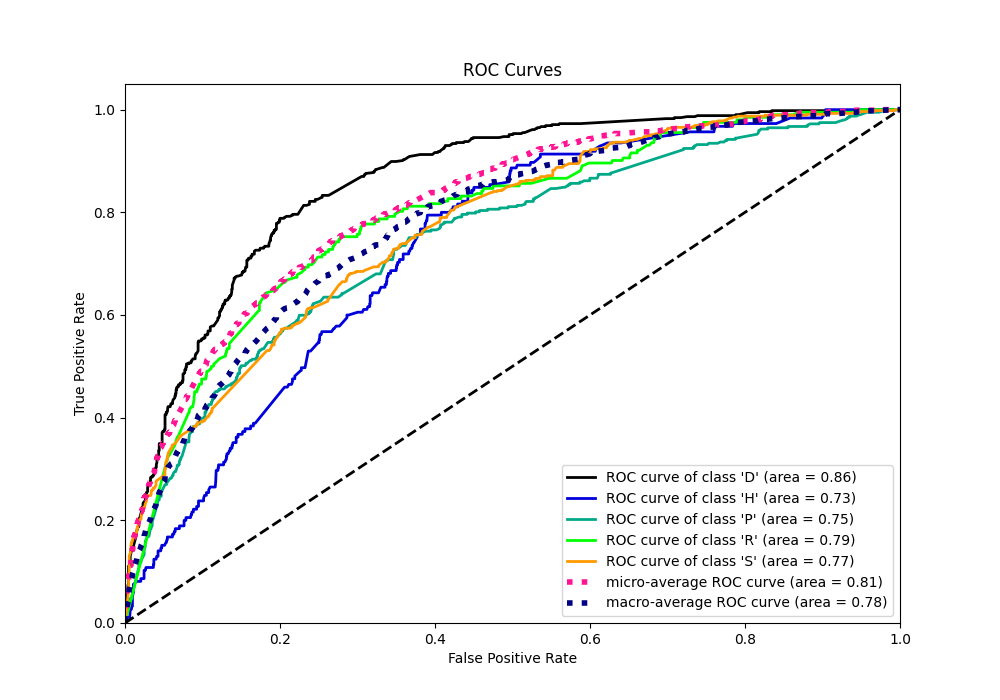 ROC Curves
True Positive Rate
1.0
0.8
0.6
0.4
0.2
0.0
ROC curve of class 'D' (area = 0.86)
ROC curve of class 'H' (area = 0.73)
ROC curve of class 'P' (area = 0.75)
ROC curve of class 'R' (area = 0.79)
ROC curve of class 'S' (area = 0.77)
micro-average ROC curve (area = 0.81)
macro-average ROC curve (area = 0.78)
0.0 0.2 0.4 0.6 0.8 1.0
False Positive Rate